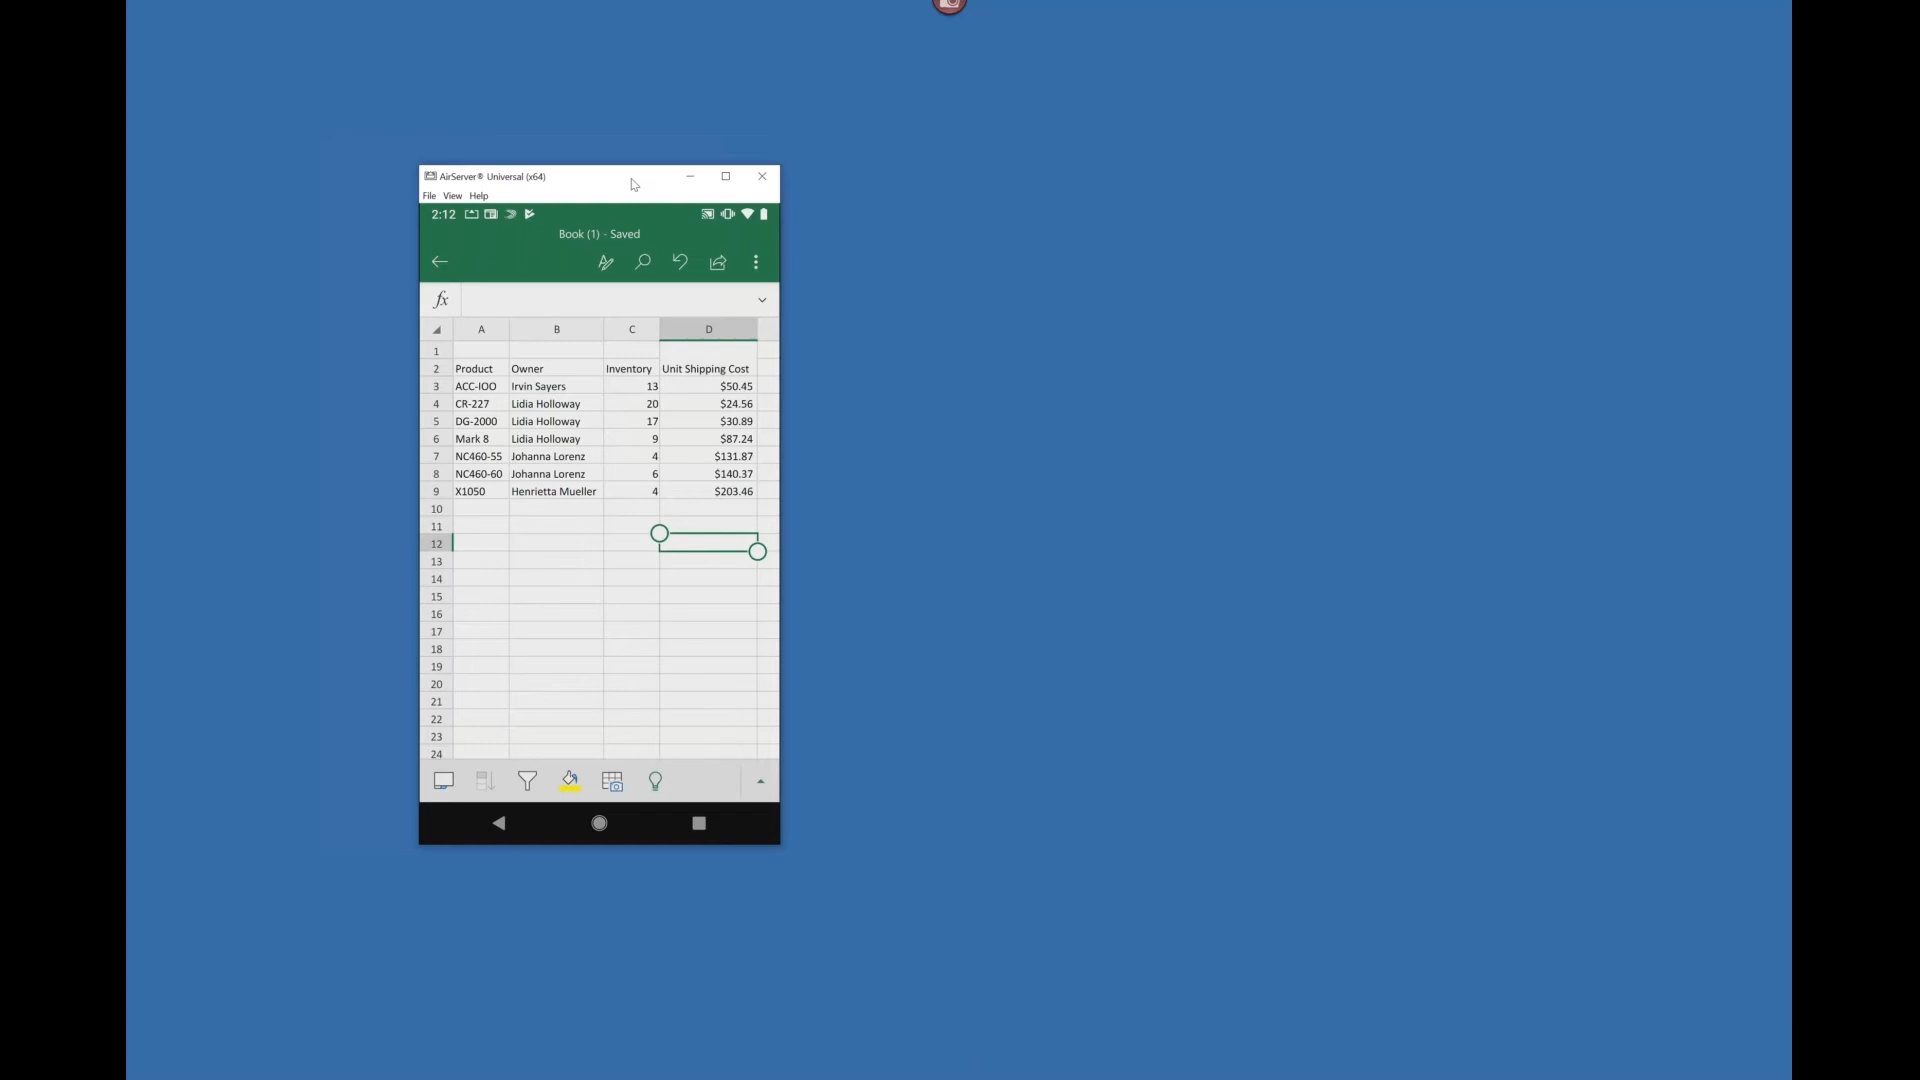 AirServer® Universal (x64)
File View Help
2:12
Book (1) - Saved
fx
A B C D
1
2 Product Owner Inventory Unit Shipping Cost
3 ACC-IOO Irvin Sayers 13 $50.45
4 CR-227 Lidia Holloway 20 $24.56
5 DG-2000 Lidia Holloway 17 $30.89
6 Mark 8 Lidia Holloway 9 $87.24
7 NC460-55 Johanna Lorenz 4 $131.87
8 NC460-60 Johanna Lorenz 6 $140.37
9 X1050 Henrietta Mueller 4 $203.46
10
11
12
13
14
15
16
17
18
19
20
21
22
23
24